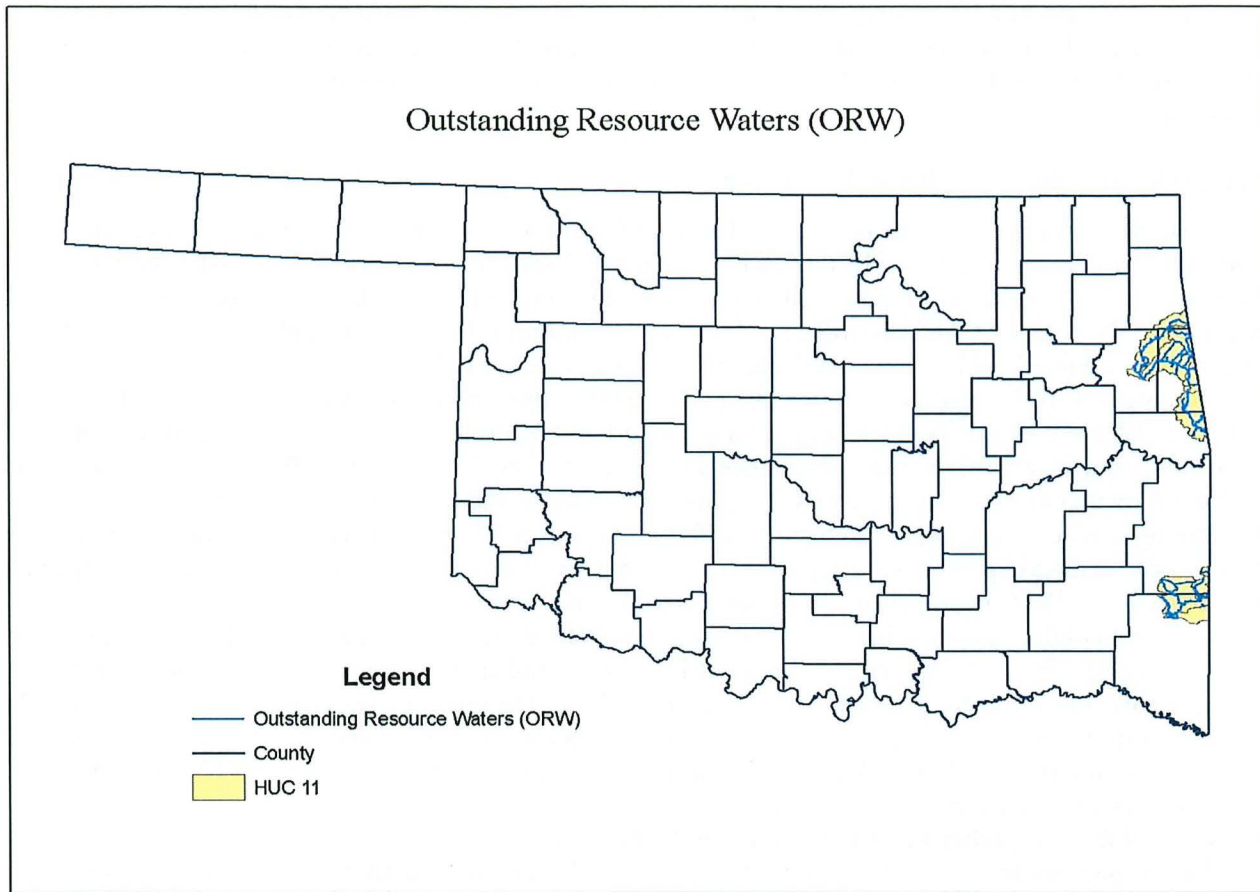 Outstanding Resource Waters (ORW)
Legend
Outstanding Resource Waters (ORW)
County
HUC 11